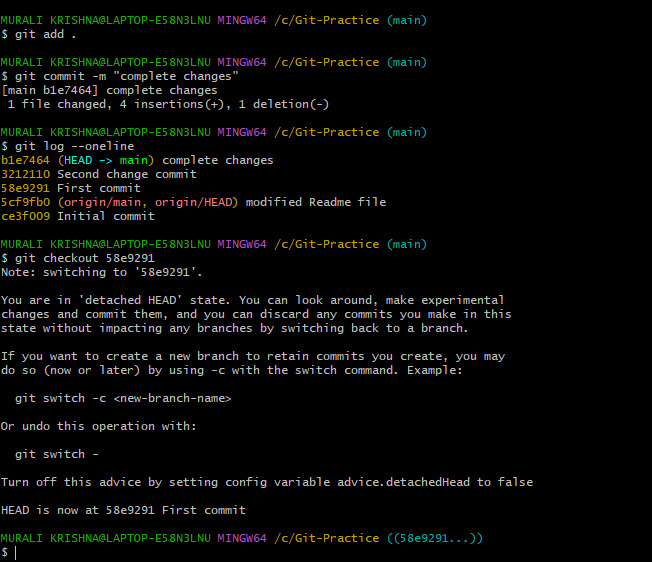 MURALI KRISHNA@LAPTOP-E58N3LNU MINGW64 /c/Git-Practice (main)
$ git add .
MURALI KRISHNA@LAPTOP-E58N3LNU MINGW64 /c/Git-Practice (main)
$ git commit -m "complete changes"
[main b1e7464] complete changes
 1 file changed, 4 insertions(+), 1 deletion(-)
MURALI KRISHNA@LAPTOP-E58N3LNU MINGW64 /c/Git-Practice (main)
$ git log --oneline
b1e7464 (HEAD -> main) complete changes
3212110 Second change commit
58e9291 First commit
5cf9fb0 (origin/main, origin/HEAD) modified Readme file
ce3f009 Initial commit
MURALI KRISHNA@LAPTOP-E58N3LNU MINGW64 /c/Git-Practice (main)
$ git checkout 58e9291
Note: switching to '58e9291'.
You are in 'detached HEAD' state. You can look around, make experimental
changes and commit them, and you can discard any commits you make in this
state without impacting any branches by switching back to a branch.
If you want to create a new branch to retain commits you create, you may
do so (now or later) by using -c with the switch command. Example:
  git switch -c <new-branch-name>
Or undo this operation with:
  git switch -
Turn off this advice by setting config variable advice.detachedHead to false
HEAD is now at 58e9291 First commit
MURALI KRISHNA@LAPTOP-E58N3LNU MINGW64 /c/Git-Practice ((58e9291...))
$